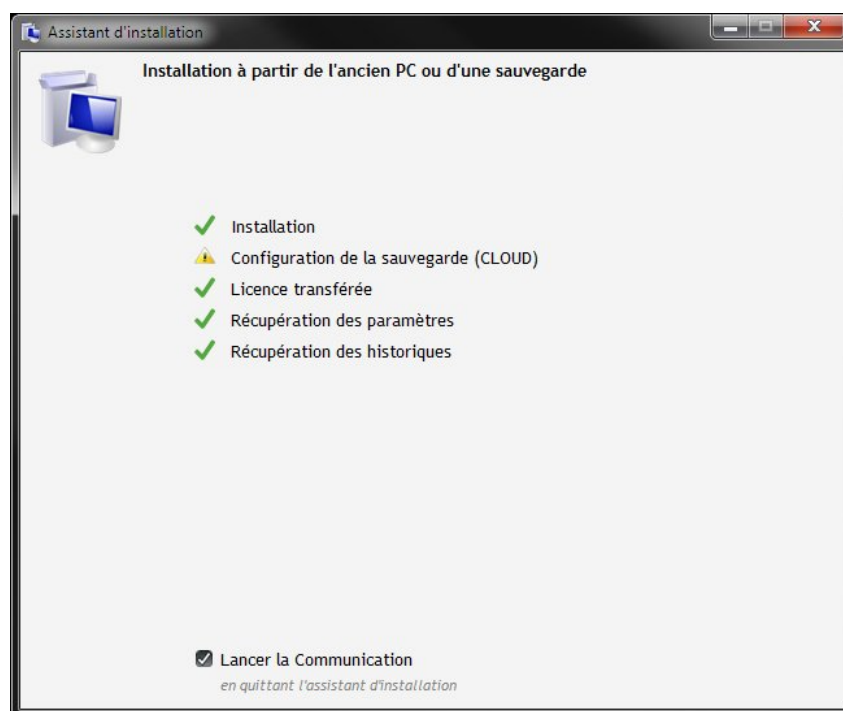 Assistant d'installation
Installation à partir de l'ancien PC ou d'une sauvegarde
Installation
Configuration de la sauvegarde (CLOUD)
Licence transférée
Récupération des paramètres
Récupération des historiques
Lancer la Communication
en quittant l'assistant d'installation